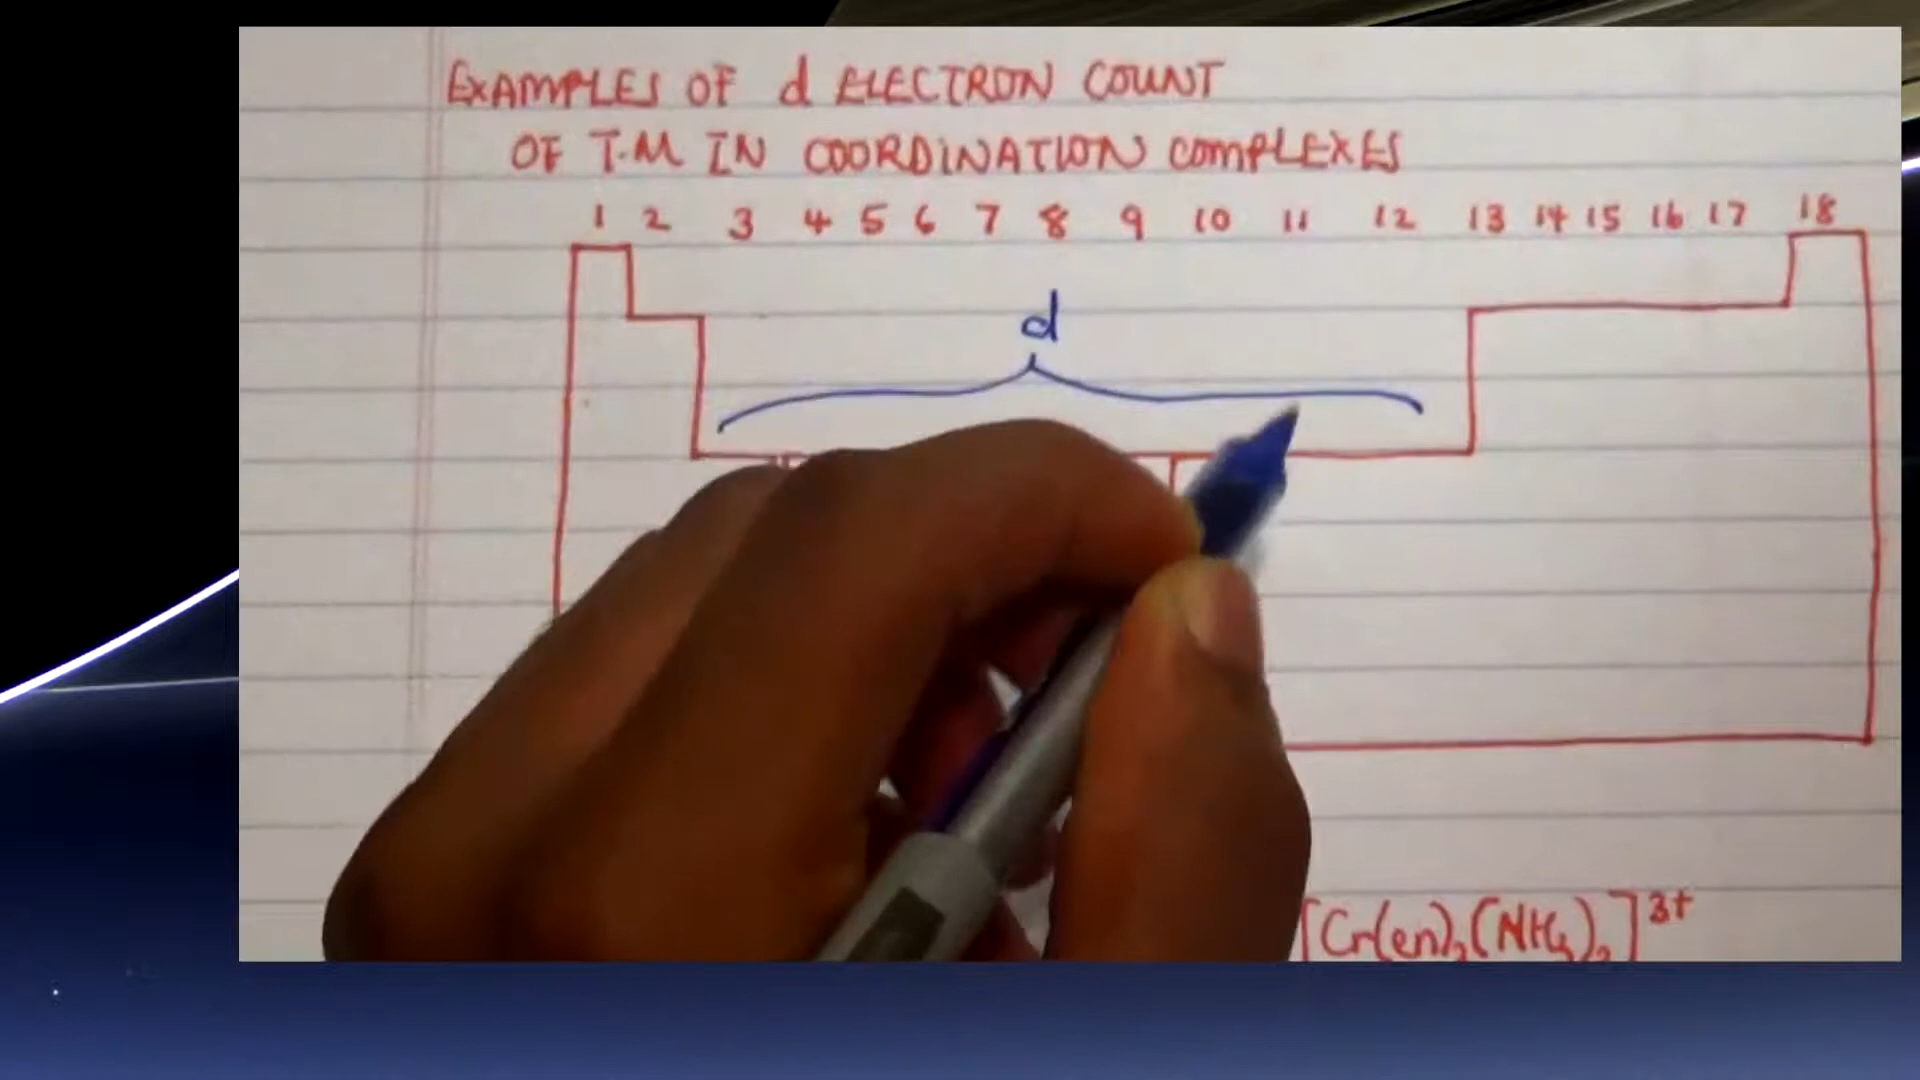 EXAMPLES OF d ELECTRON COUNT
OF T.M IN COORDINATION COMPLEXES
1 2 3 4 5 6 7 8 9 10 11 12 13 14 15 16 17 18
d
[Cr(en)2(NH3)2]3+